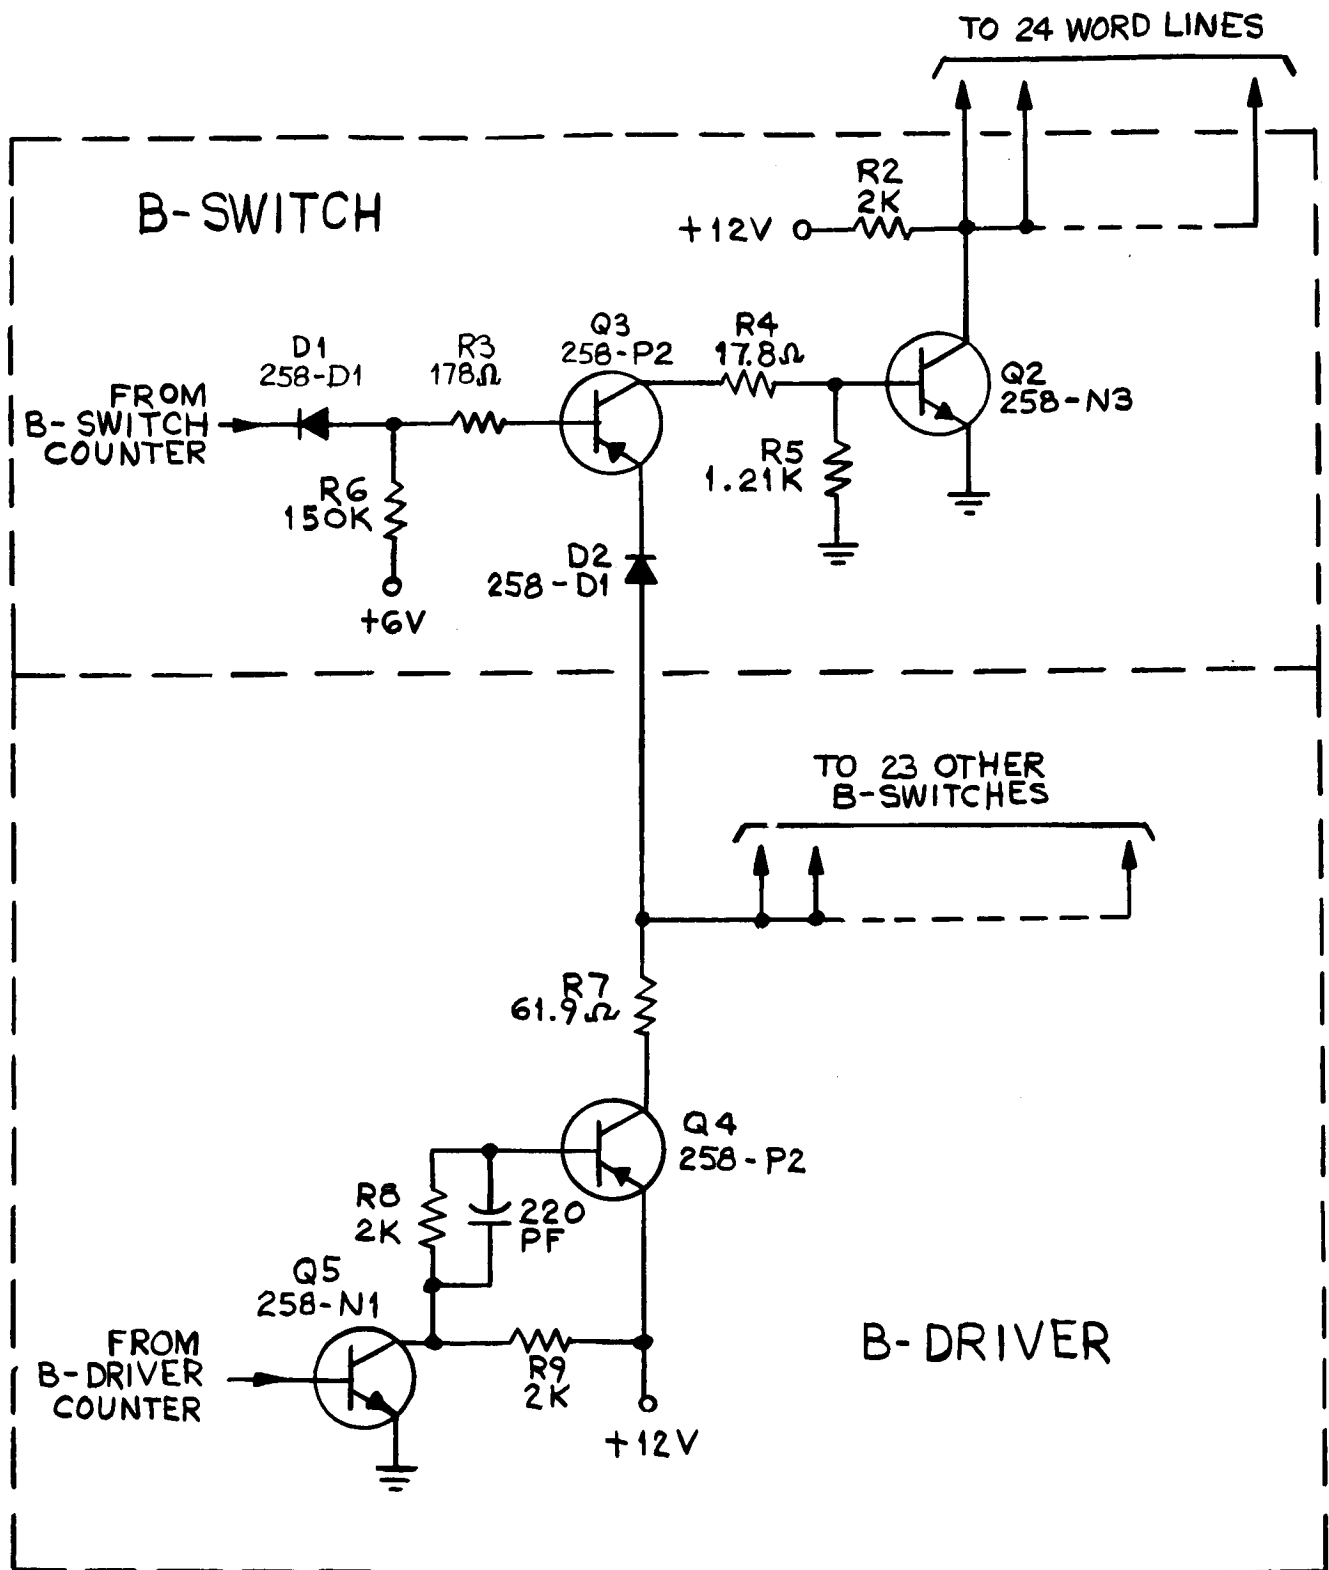 TO 24 WORD LINES
B-SWITCH
R2
2K
+12V
Q3
258-P2
R4
17.8Ω
D1
258-D1
R3
178Ω
Q2
258-N3
FROM
B-SWITCH
COUNTER
R5
1.21K
R6
150K
D2
258-D1
+6V
TO 23 OTHER
B-SWITCHES
R7
61.9Ω
Q4
258-P2
R8
2K
220
PF
Q5
258-N1
FROM
B-DRIVER
COUNTER
R9
2K
B-DRIVER
+12V